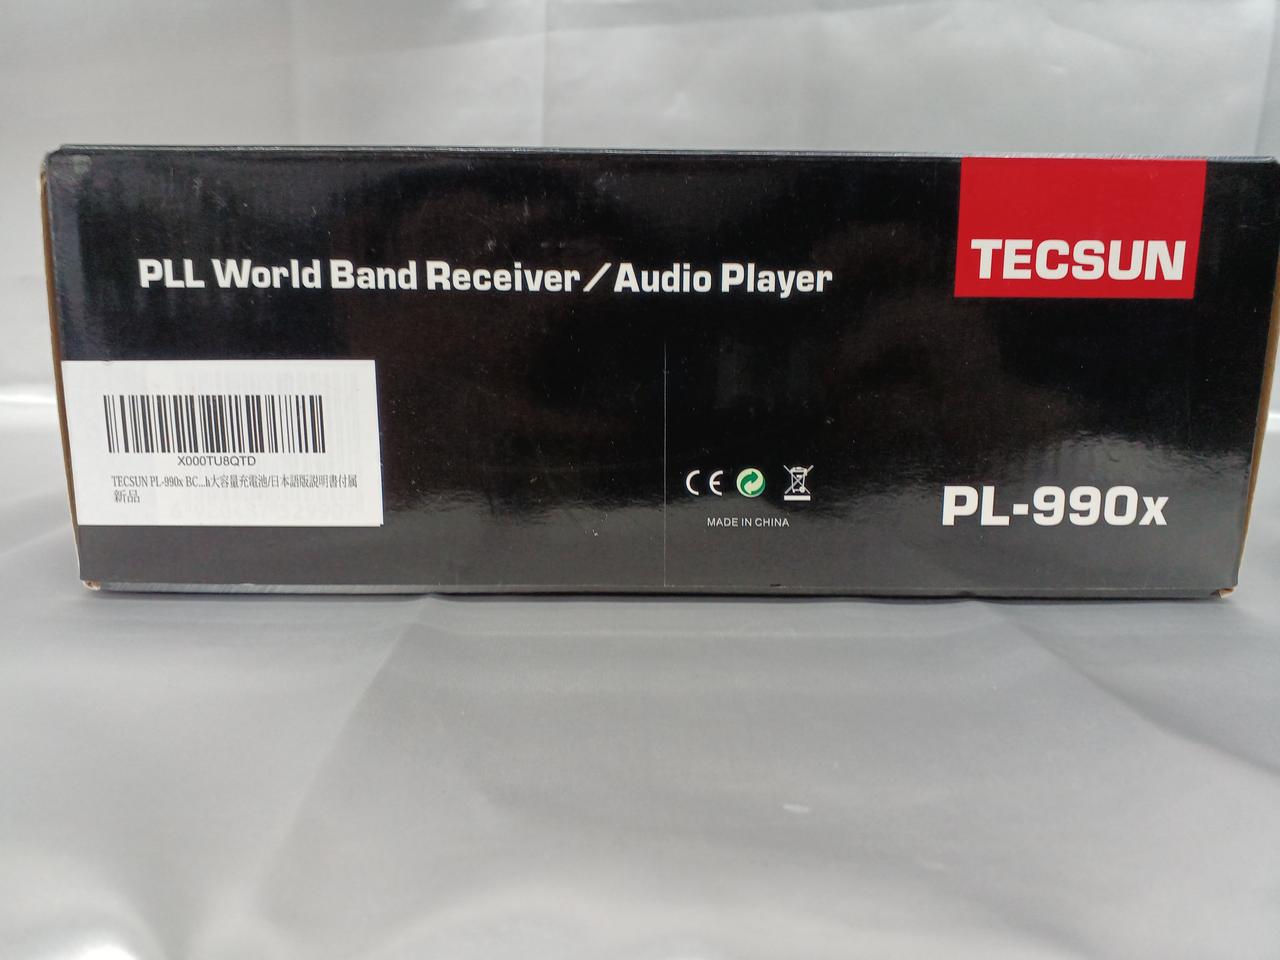 TECSUN
PLL World Band Receiver/Audio Player
X000TU8QTD
TECSUN PL-990x BC...h大容量充電池/日本語版説明書付属
新品
CE
MADE IN CHINA
PL-990x